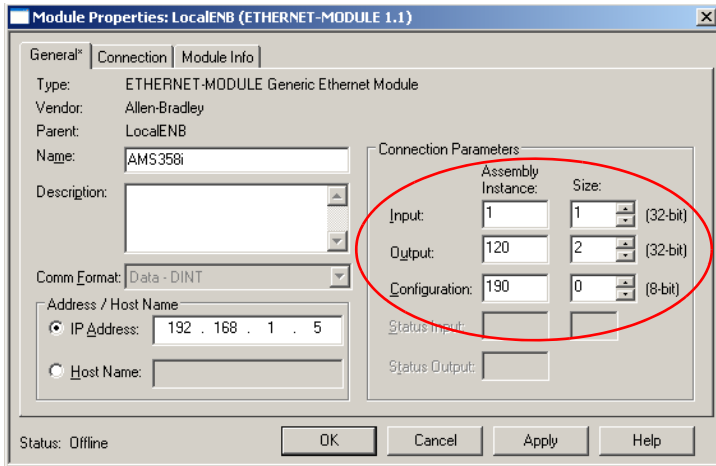 Module Properties: LocalENB (ETHERNET-MODULE 1.1)
General* Connection Module Info
Type: ETHERNET-MODULE Generic Ethernet Module
Vendor: Allen-Bradley
Parent: LocalENB
Name: AMS358i
Description:
Comm Format: Data - DINT
Address / Host Name
IP Address: 192 . 168 . 1 . 5
Host Name:
Connection Parameters
Assembly Instance: Size:
Input: 1 1 (32-bit)
Output: 120 2 (32-bit)
Configuration: 190 0 (8-bit)
Status Input:
Status Output:
Status: Offline
OK Cancel Apply Help